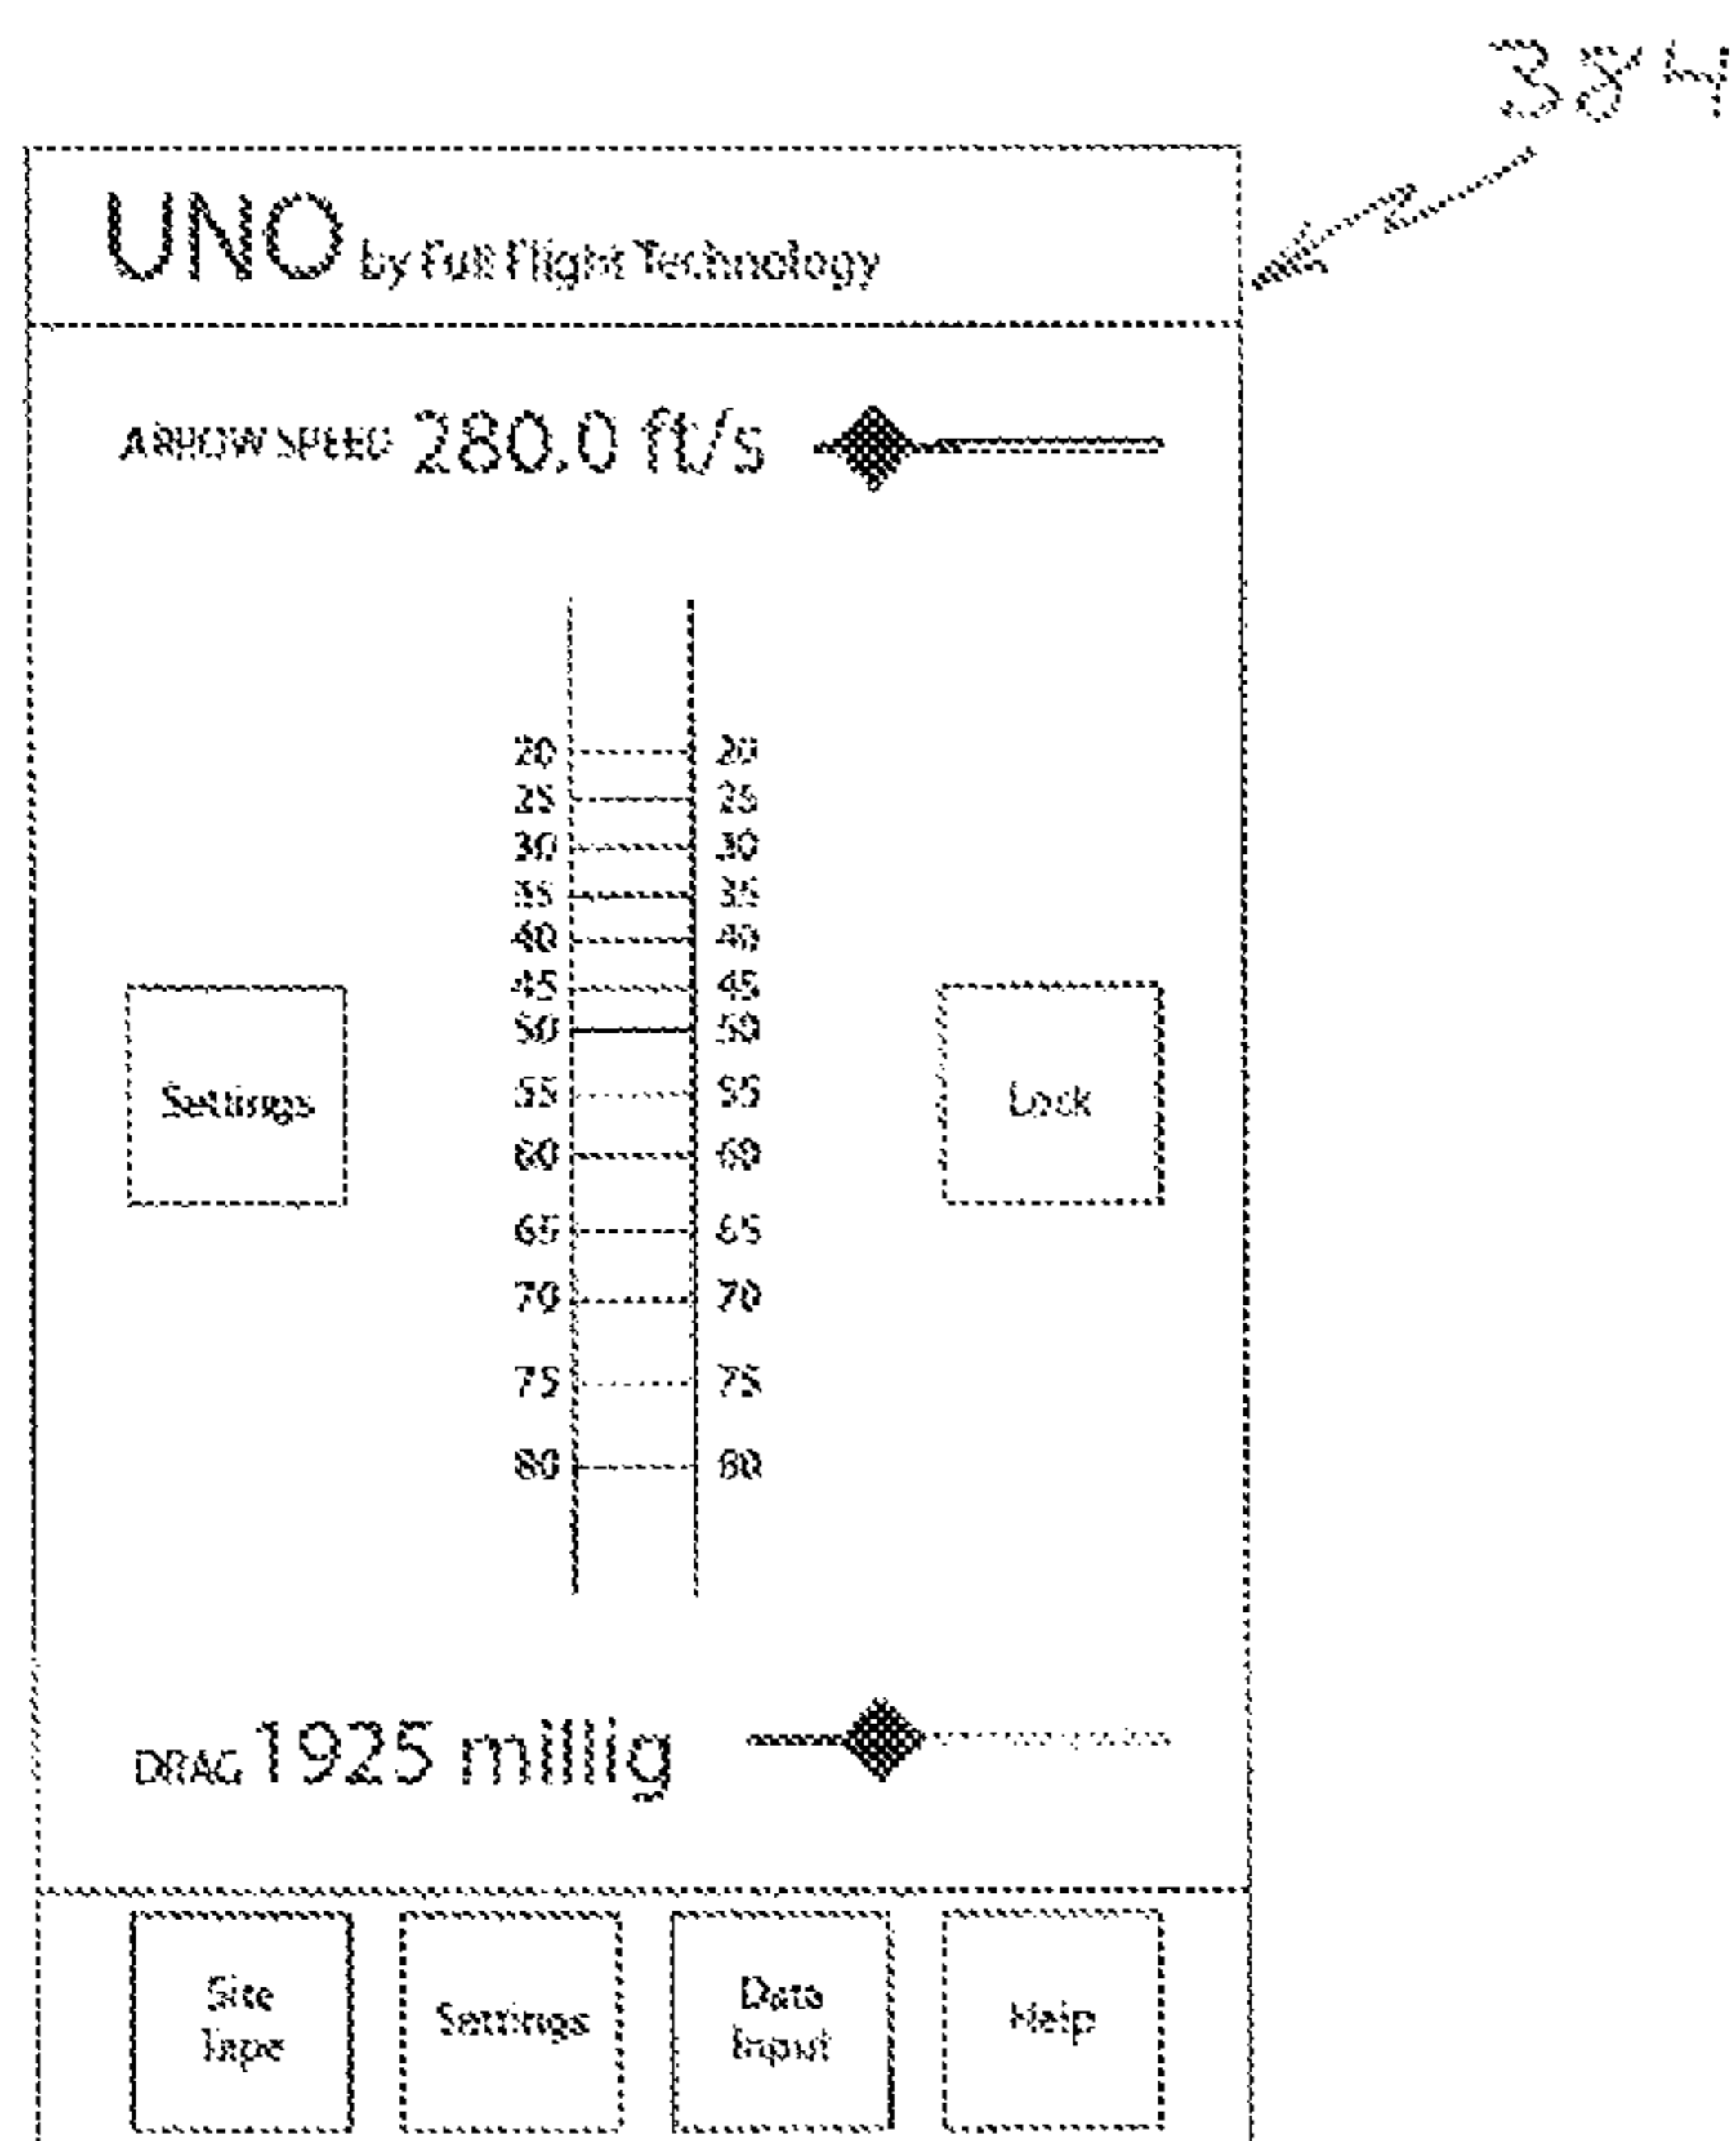 384
UNO by Full Flight Technology
ARROW SPEED 280.0 ft/s
20 20
25 25
30 30
35 35
40 40
45 45
50 50
55 55
60 60
65 65
70 70
75 75
80 80
Settings
Lock
DRAG 1925 millig
Site Tape
Settings
Data Input
Help